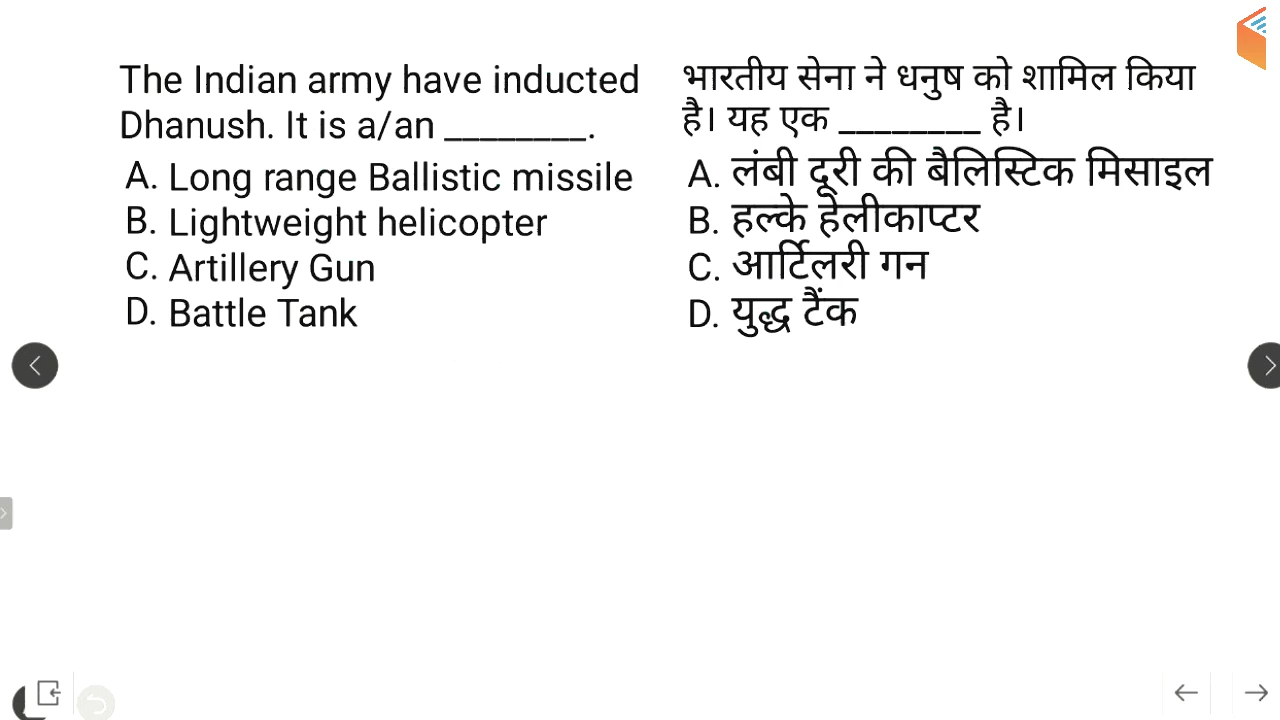 The Indian army have inducted
Dhanush. It is a/an ________.
A. Long range Ballistic missile
B. Lightweight helicopter
C. Artillery Gun
D. Battle Tank
भारतीय सेना ने धनुष को शामिल किया
है। यह एक ________ है।
A. लंबी दूरी की बैलिस्टिक मिसाइल
B. हल्के हेलीकाप्टर
C. आर्टिलरी गन
D. युद्ध टैंक